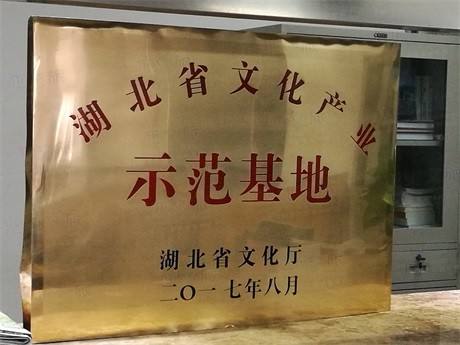 湖北省文化产业
示范基地
湖北省文化厅
二〇一七年八月